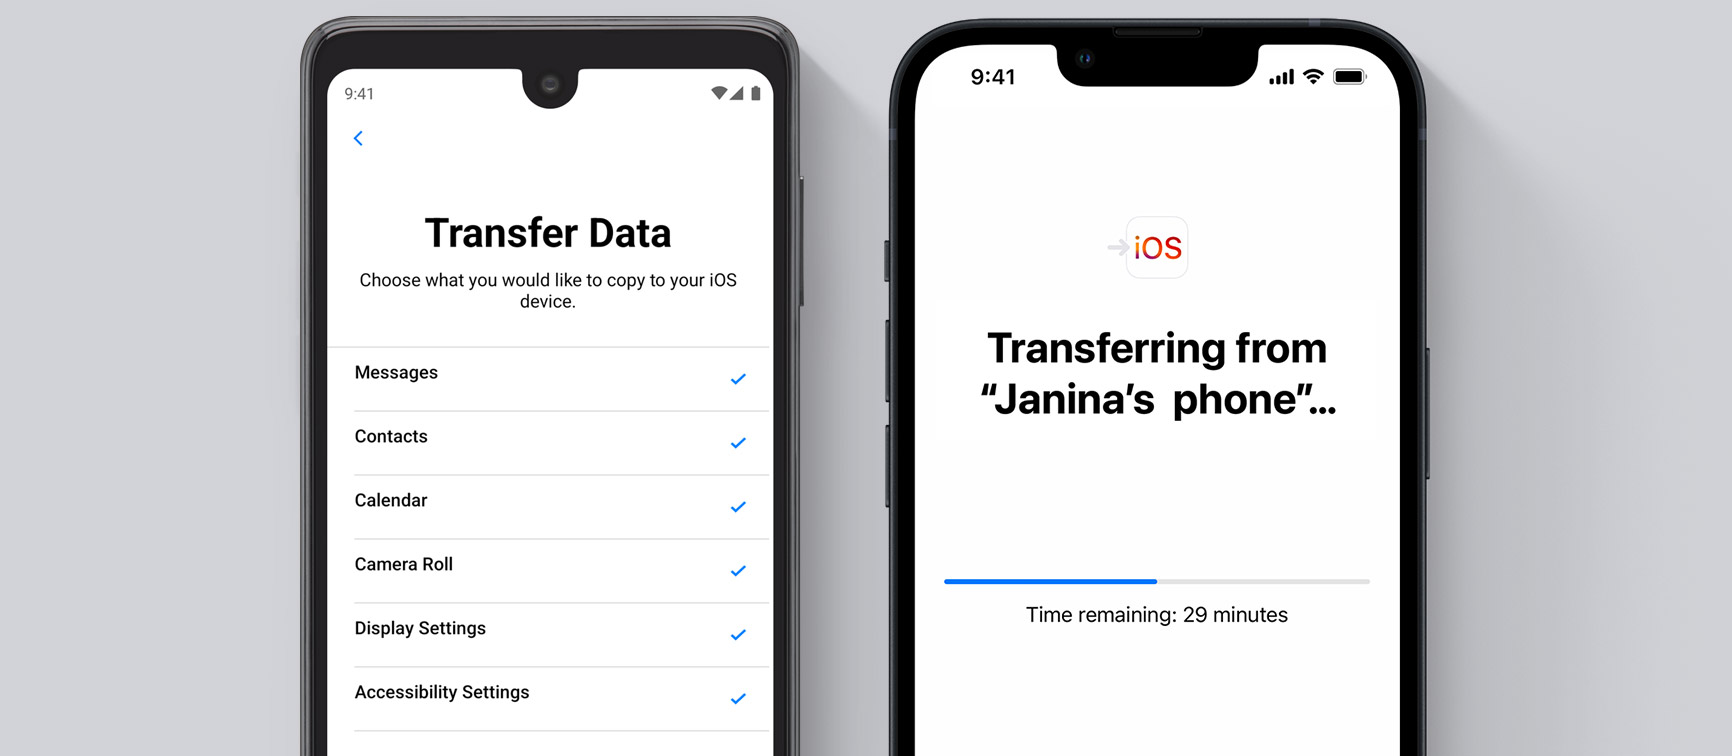 9:41
Transfer Data
Choose what you would like to copy to your iOS
device.
Messages
Contacts
Calendar
Camera Roll
Display Settings
Accessibility Settings
9:41
iOS
Transferring from
“Janina’s phone”...
Time remaining: 29 minutes